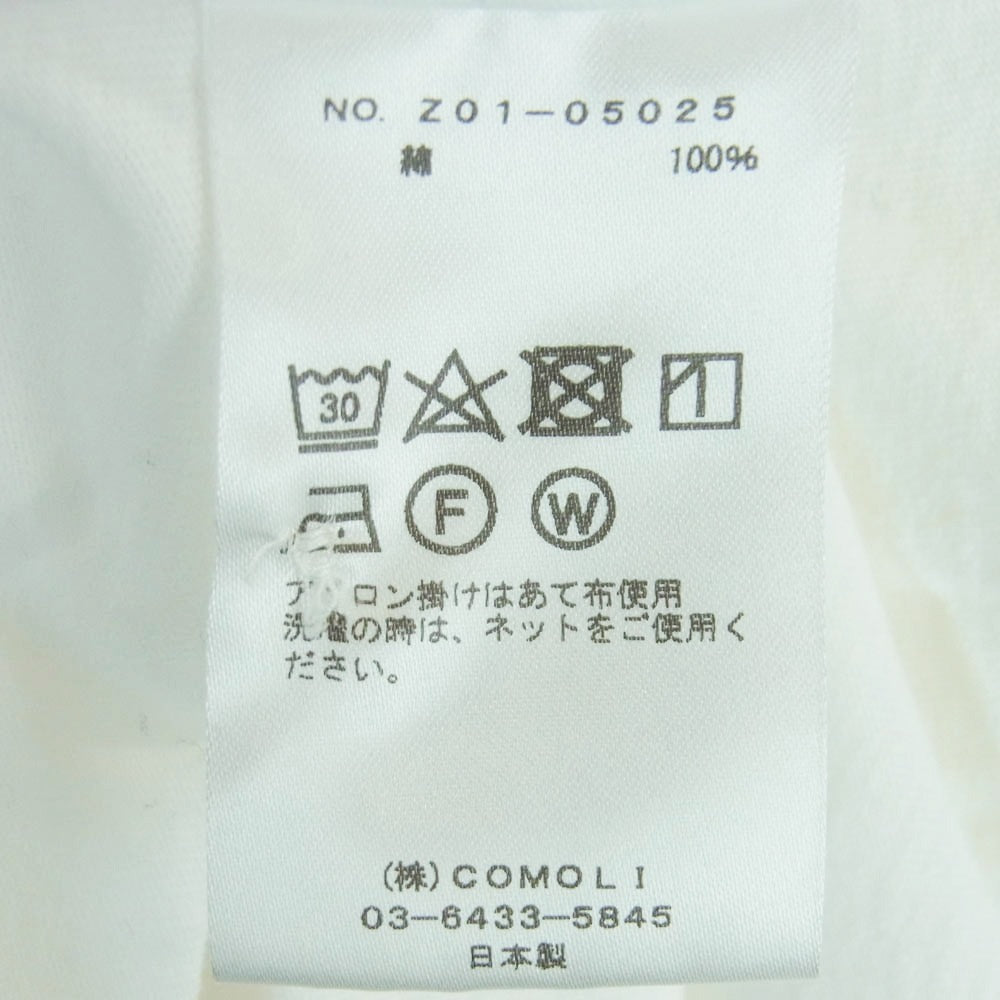 NO. Z01-05025
綿 100%
30
F W
ア ロン掛けはあて布使用
洗濯の時は、ネットをご使用く
ださい。
(株)COMOLI
03-6433-5845
日本製